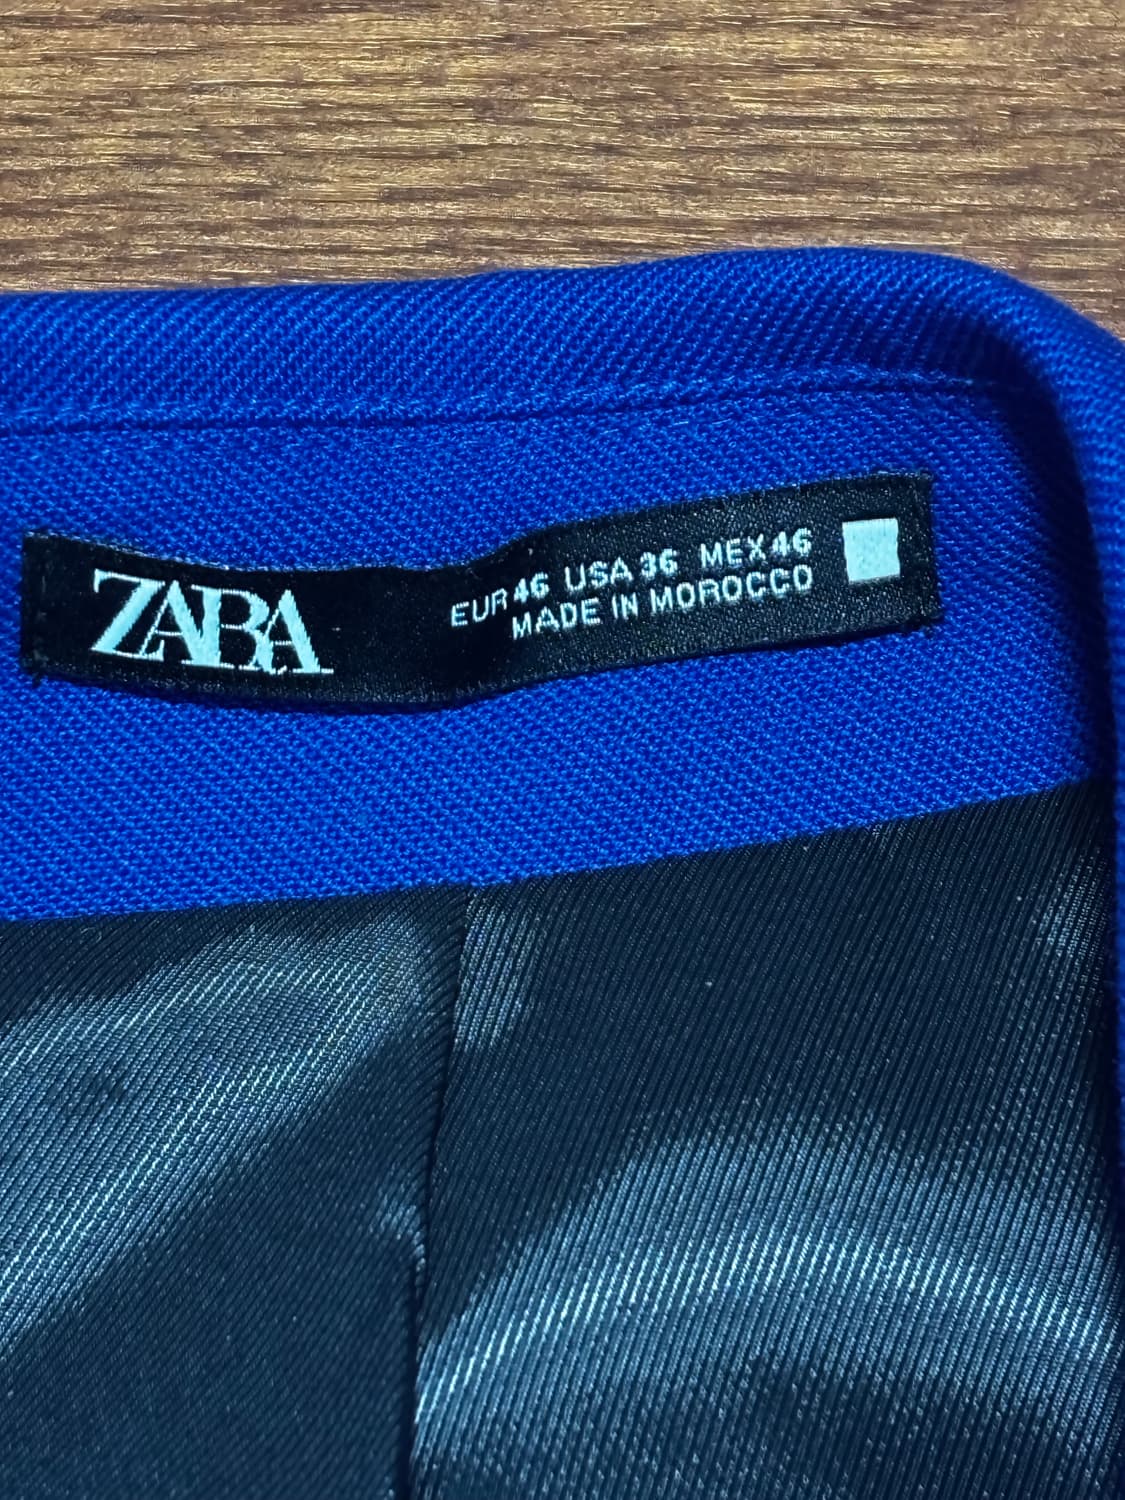 ZARA
EUR 46 USA 36 MEX 46
MADE IN MOROCCO